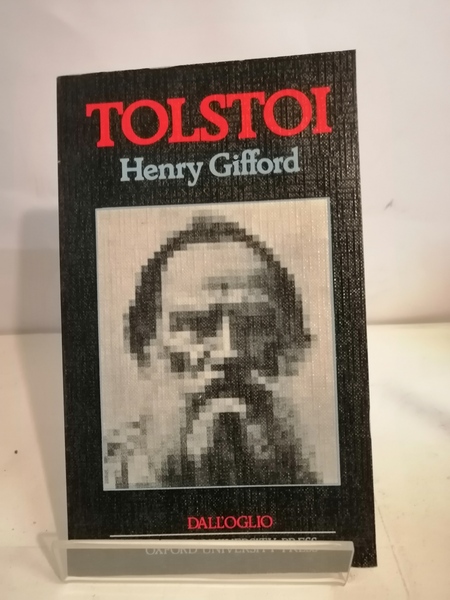 TOLSTOI
Henry Gifford
DALL'OGLIO
OXFORD UNIVERSITY PRESS